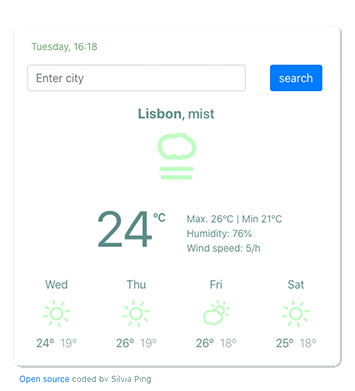 Tuesday, 16:18
Enter city
search
Lisbon, mist
24 °C
Max. 26°C | Min 21°C
Humidity: 76%
Wind speed: 5/h
Wed Thu Fri Sat
24° 19° 26° 19° 26° 18° 25° 18°
Open source coded by Silvia Ping